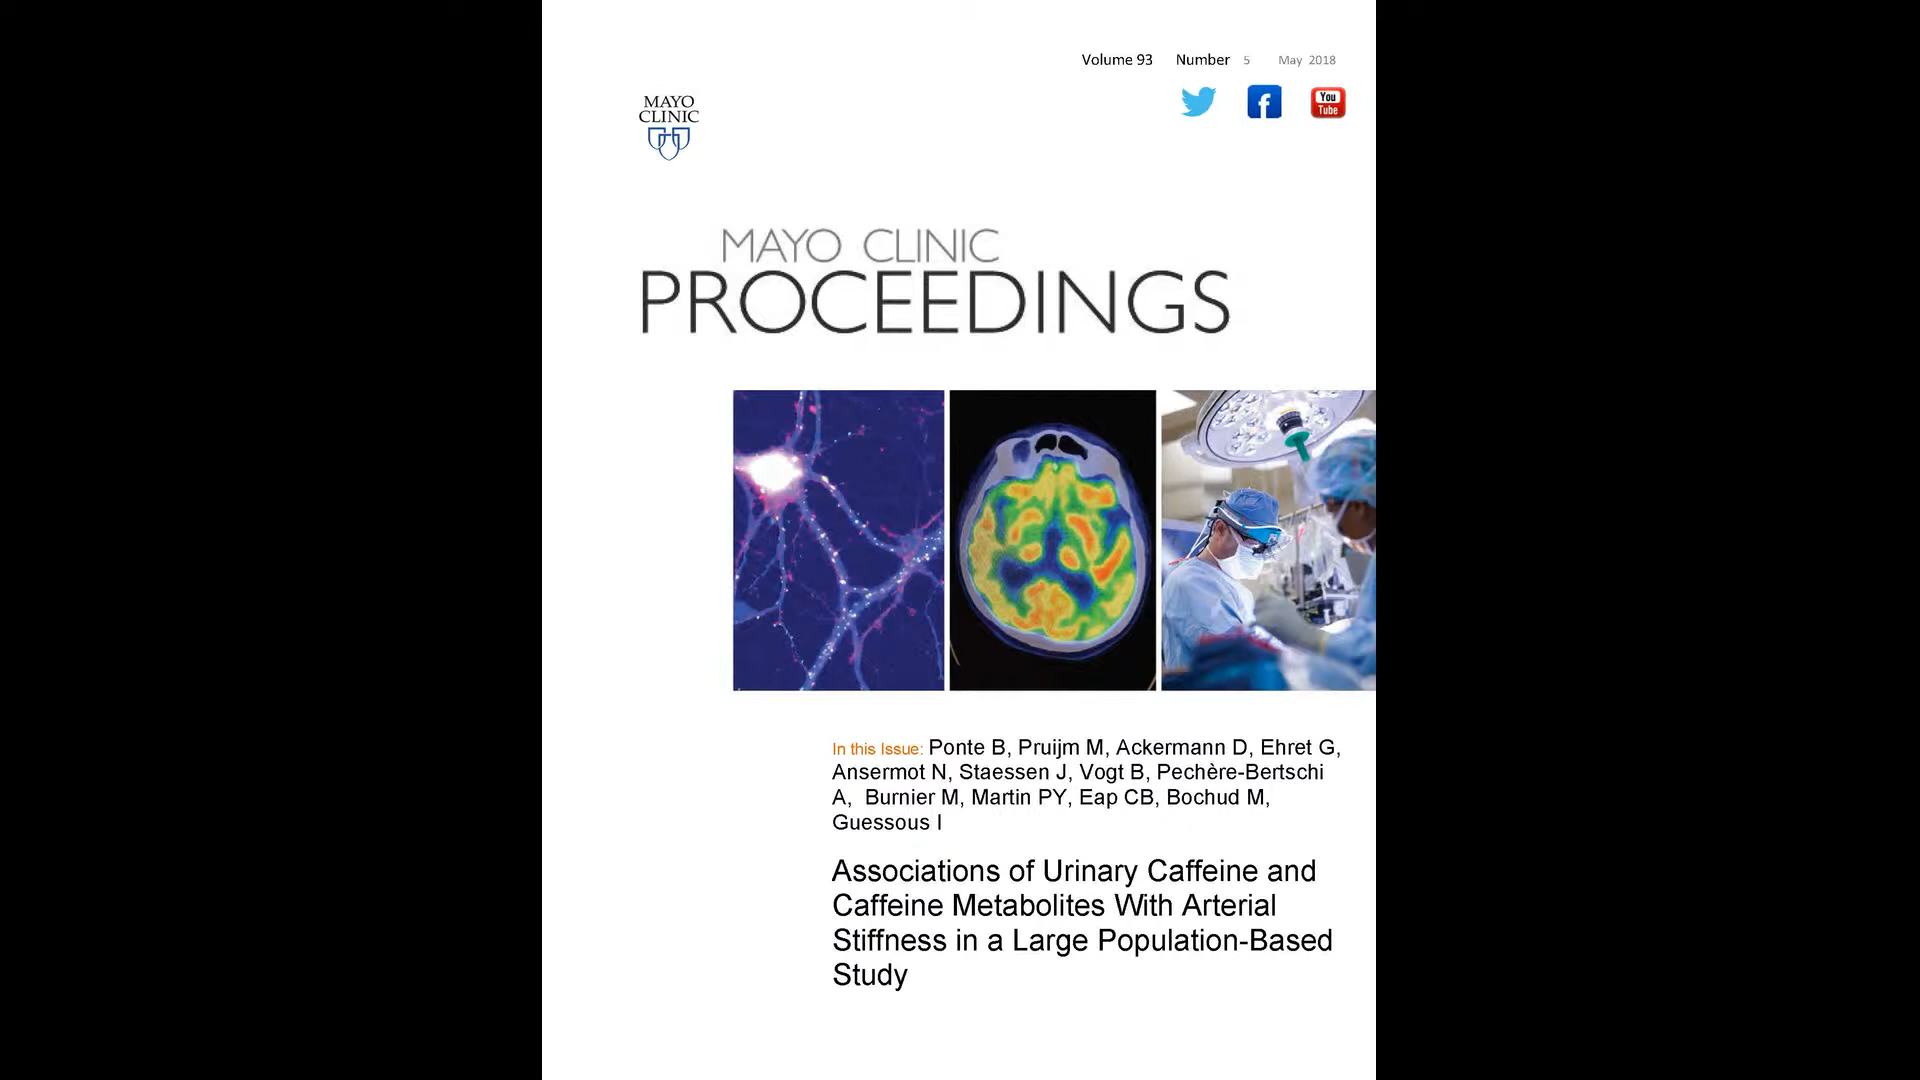 Volume 93 Number 5 May 2018
MAYO
CLINIC
You
Tube
MAYO CLINIC
PROCEEDINGS
In this Issue: Ponte B, Pruijm M, Ackermann D, Ehret G,
Ansermot N, Staessen J, Vogt B, Pechère-Bertschi
A, Burnier M, Martin PY, Eap CB, Bochud M,
Guessous I
Associations of Urinary Caffeine and
Caffeine Metabolites With Arterial
Stiffness in a Large Population-Based
Study